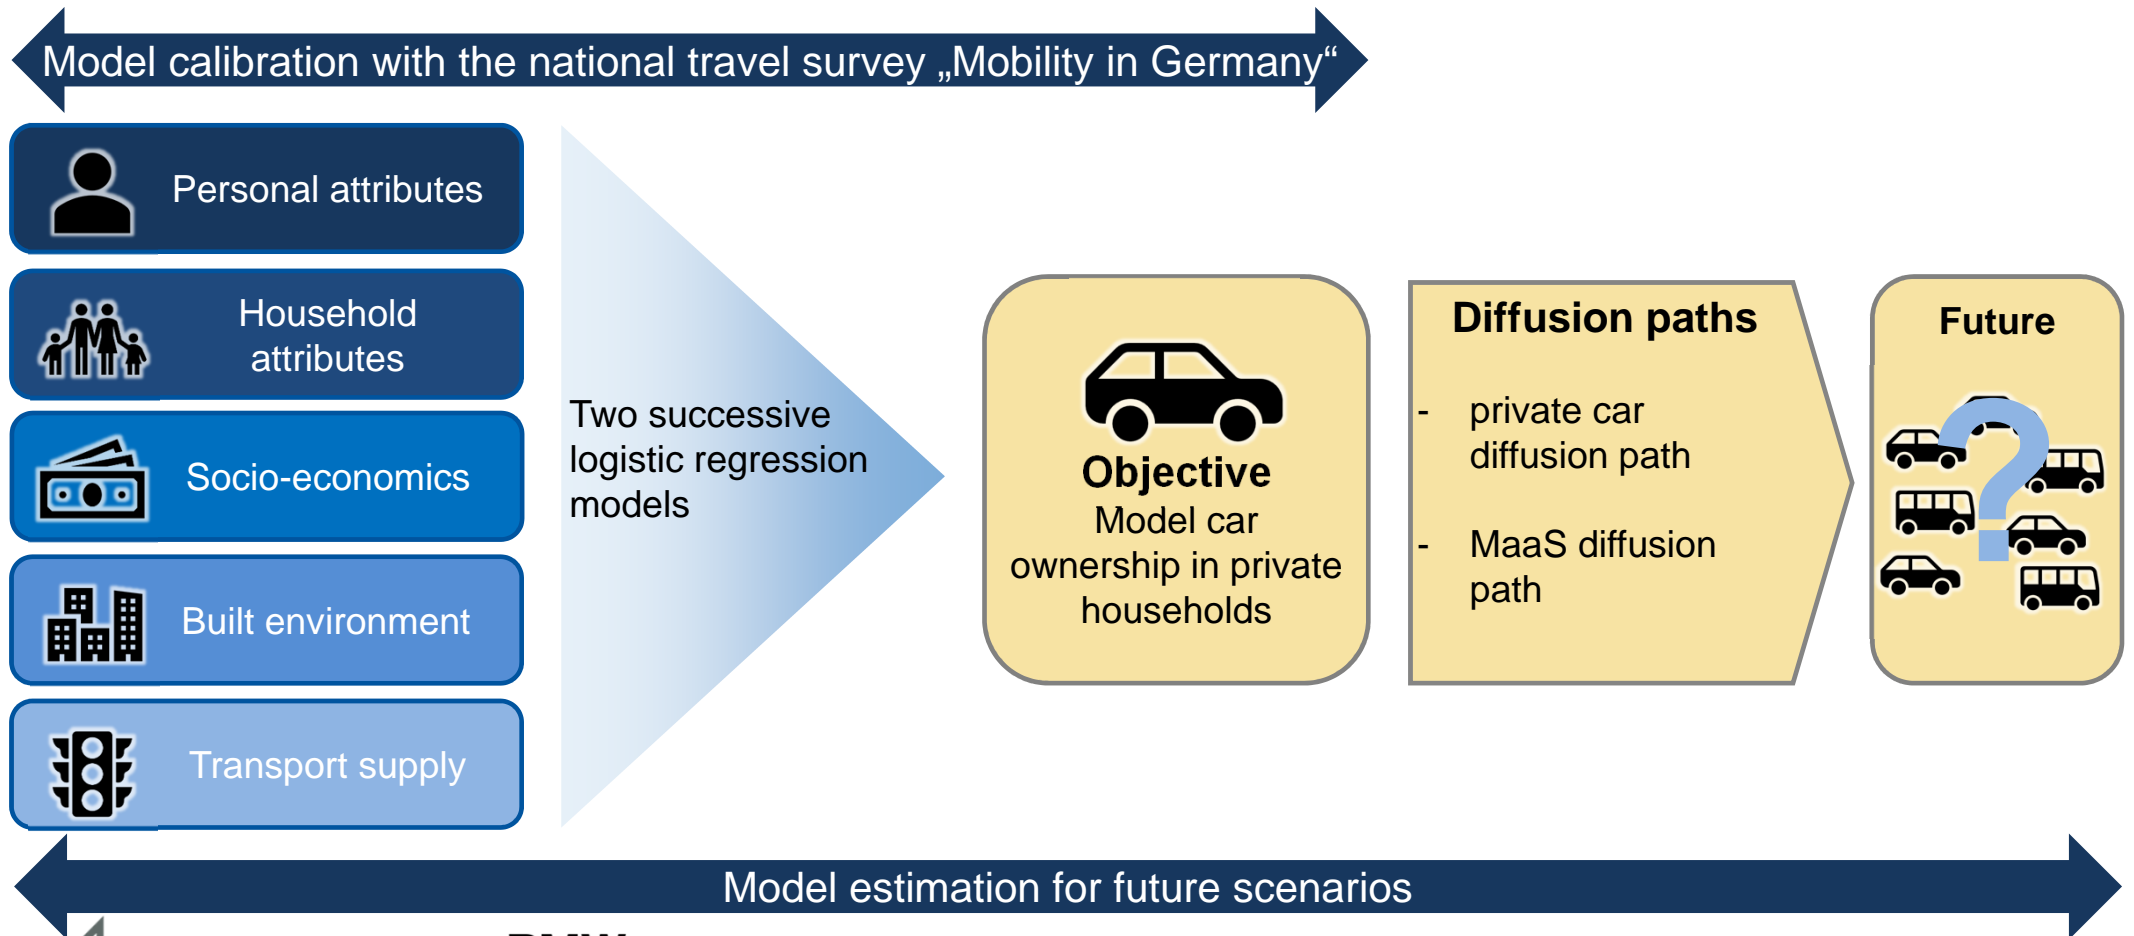 Model calibration with the national travel survey „Mobility in Germany“
Personal attributes
Household
attributes
Socio-economics
Built environment
Transport supply
Two successive
logistic regression
models
Objective
Model car
ownership in private
households
Diffusion paths
- private car
diffusion path
- MaaS diffusion
path
Future
?
Model estimation for future scenarios